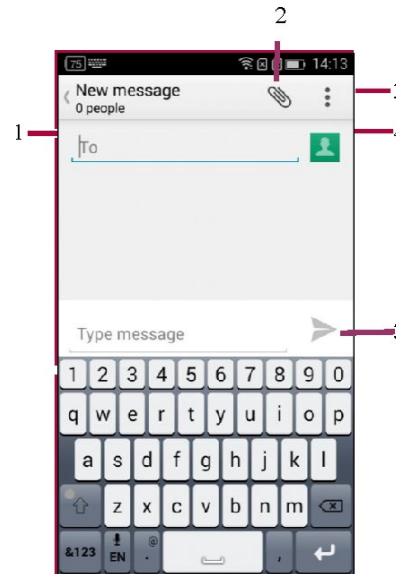 2
75 14:13
New message
0 people
1
To
Type message
1 2 3 4 5 6 7 8 9 0
q w e r t y u i o p
a s d f g h j k l
z x c v b n m
&123 EN @ . ,